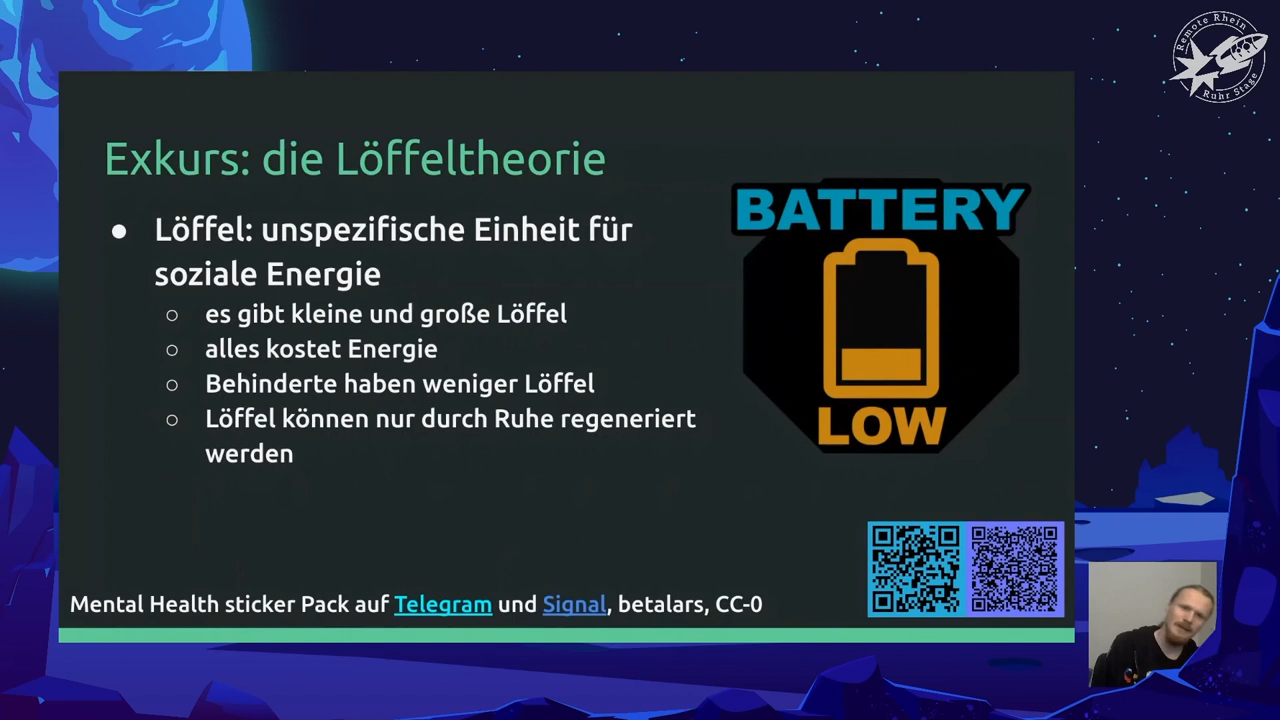 Remote Rhein
Ruhr Stage
Exkurs: die Löffeltheorie
● Löffel: unspezifische Einheit für
soziale Energie
○ es gibt kleine und große Löffel
○ alles kostet Energie
○ Behinderte haben weniger Löffel
○ Löffel können nur durch Ruhe regeneriert
werden
BATTERY
LOW
Mental Health sticker Pack auf Telegram und Signal, betalars, CC-0